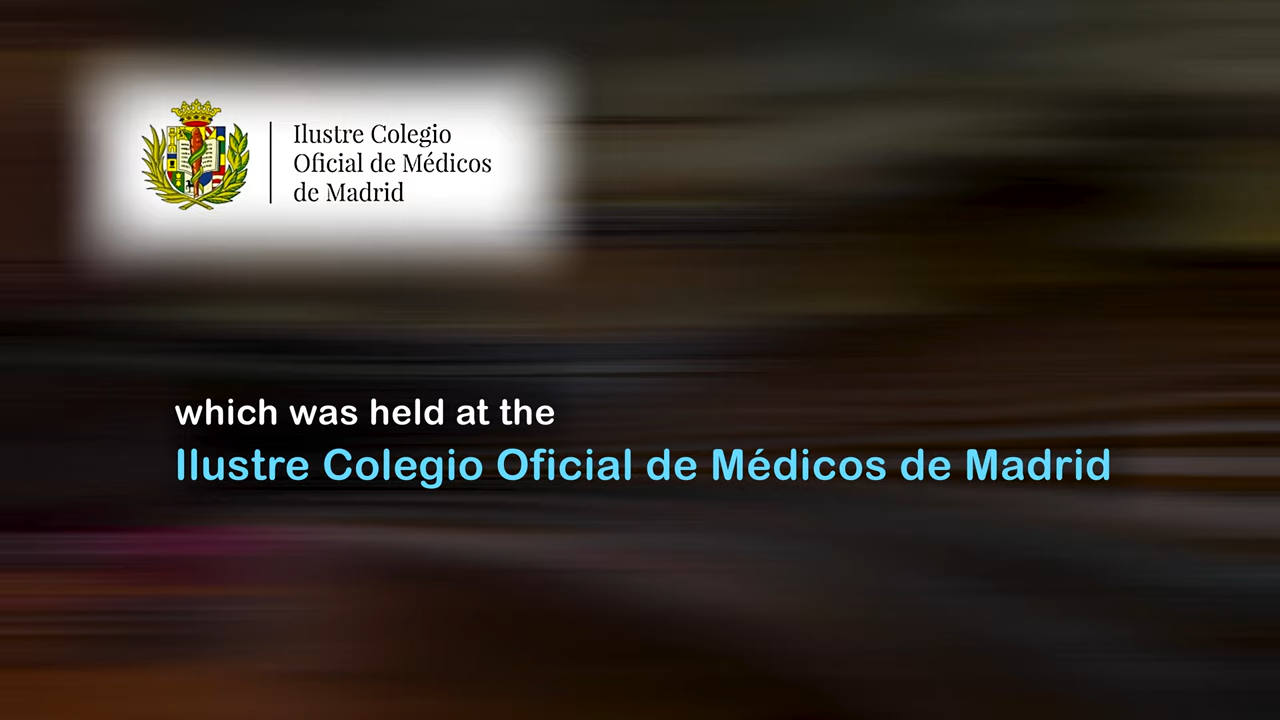 Ilustre Colegio
Oficial de Médicos
de Madrid
which was held at the
Ilustre Colegio Oficial de Médicos de Madrid